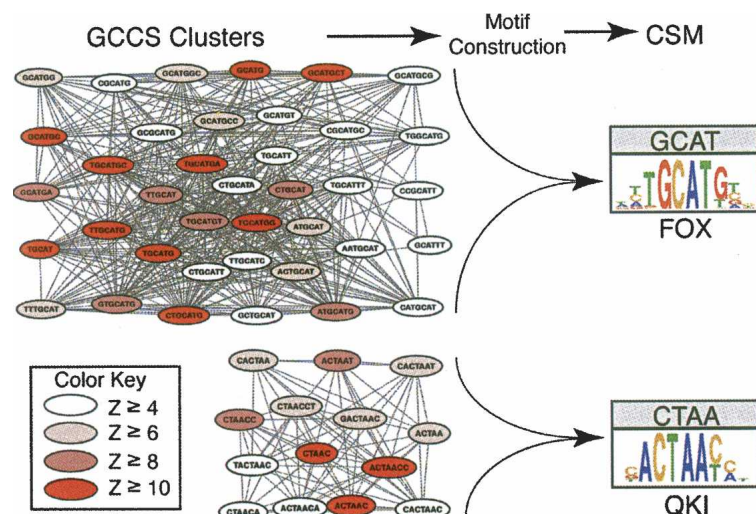 GCCS Clusters
Motif
Construction
CSM
GCATGG
CGCATG
GCATGGC
GCATG
GCATGCT
GCATGCG
GCATGC
GCGCATG
GCATGCC
GCATGT
CGCATGC
TGGCATG
TGCATGC
TGCATGA
TGCATT
GCATGA
TTGCAT
CTGCATA
CTGCAT
TGCATTT
CCGCATT
TTGCATG
TGCATGT
TGCATGG
ATGCAT
TGCAT
TGCATG
TTGCATC
AATGCAT
GCATTT
CTGCATT
ACTGCAT
TTTGCAT
GTGCATG
CTGCATG
GCTGCAT
ATGCATG
CATGCAT
GCAT
TGCATG
FOX
Color Key
Z ≥ 4
Z ≥ 6
Z ≥ 8
Z ≥ 10
CACTAA
ACTAAT
CACTAAT
CTAACCT
GACTAAC
CTAACC
ACTAA
CTAAC
TACTAAC
ACTAACC
CTAACA
ACTAACA
ACTAAC
CACTAAC
CTAA
ACTAA
QKI